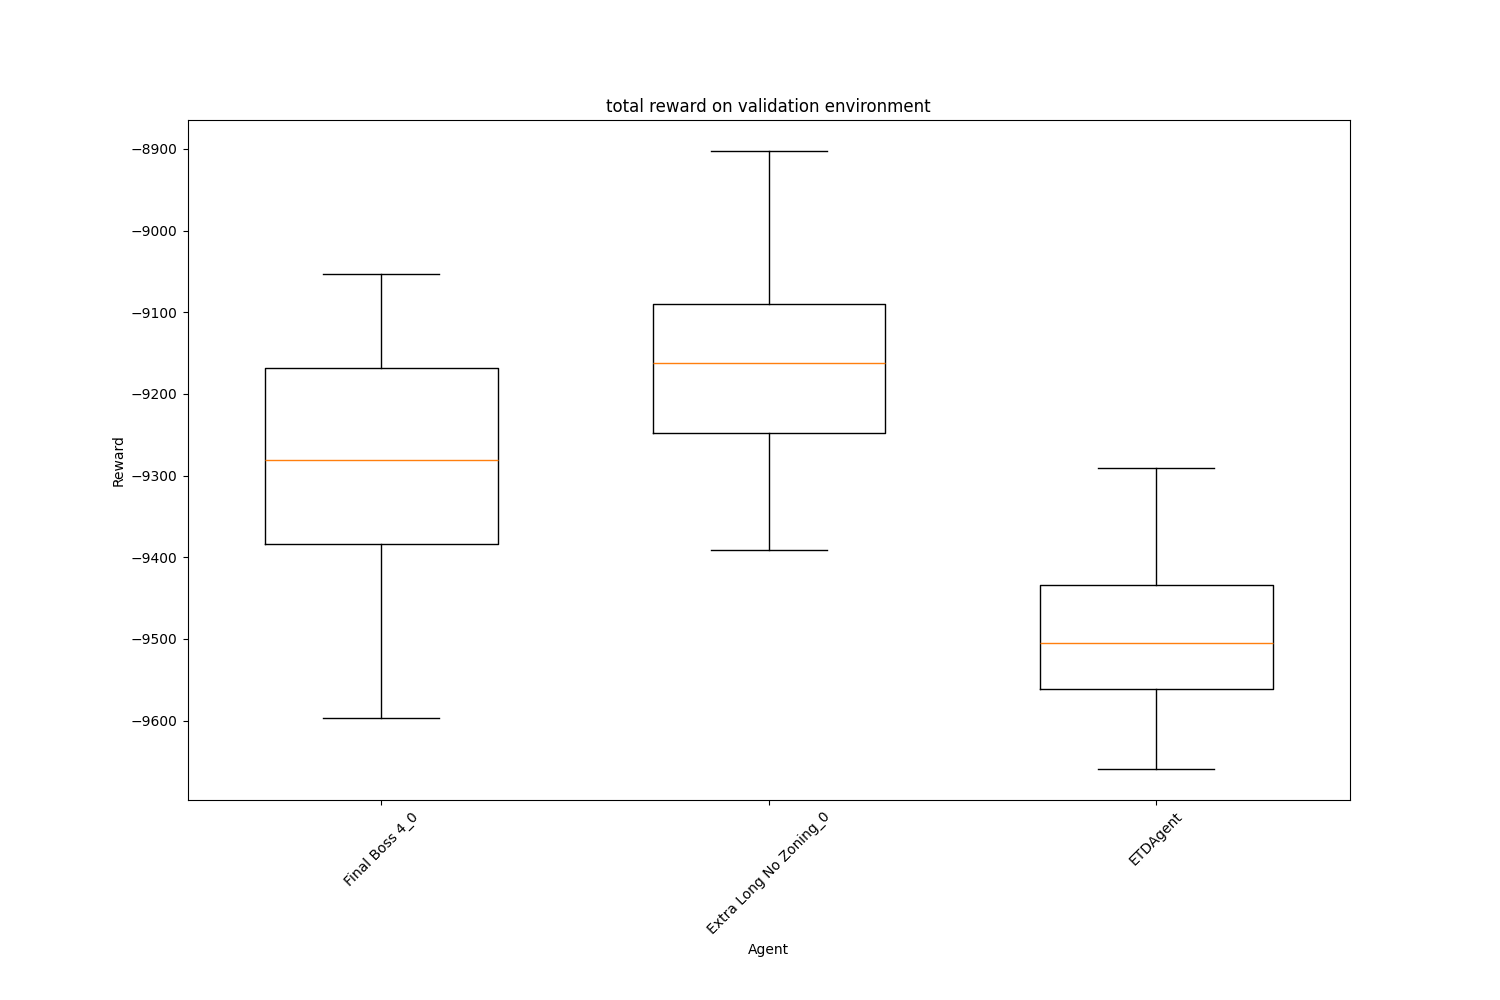 total reward on validation environment
−8900
−9000
−9100
−9200
−9300
−9400
−9500
−9600
Reward
Final Boss 4_0
Extra Long No Zoning_0
ETDAgent
Agent